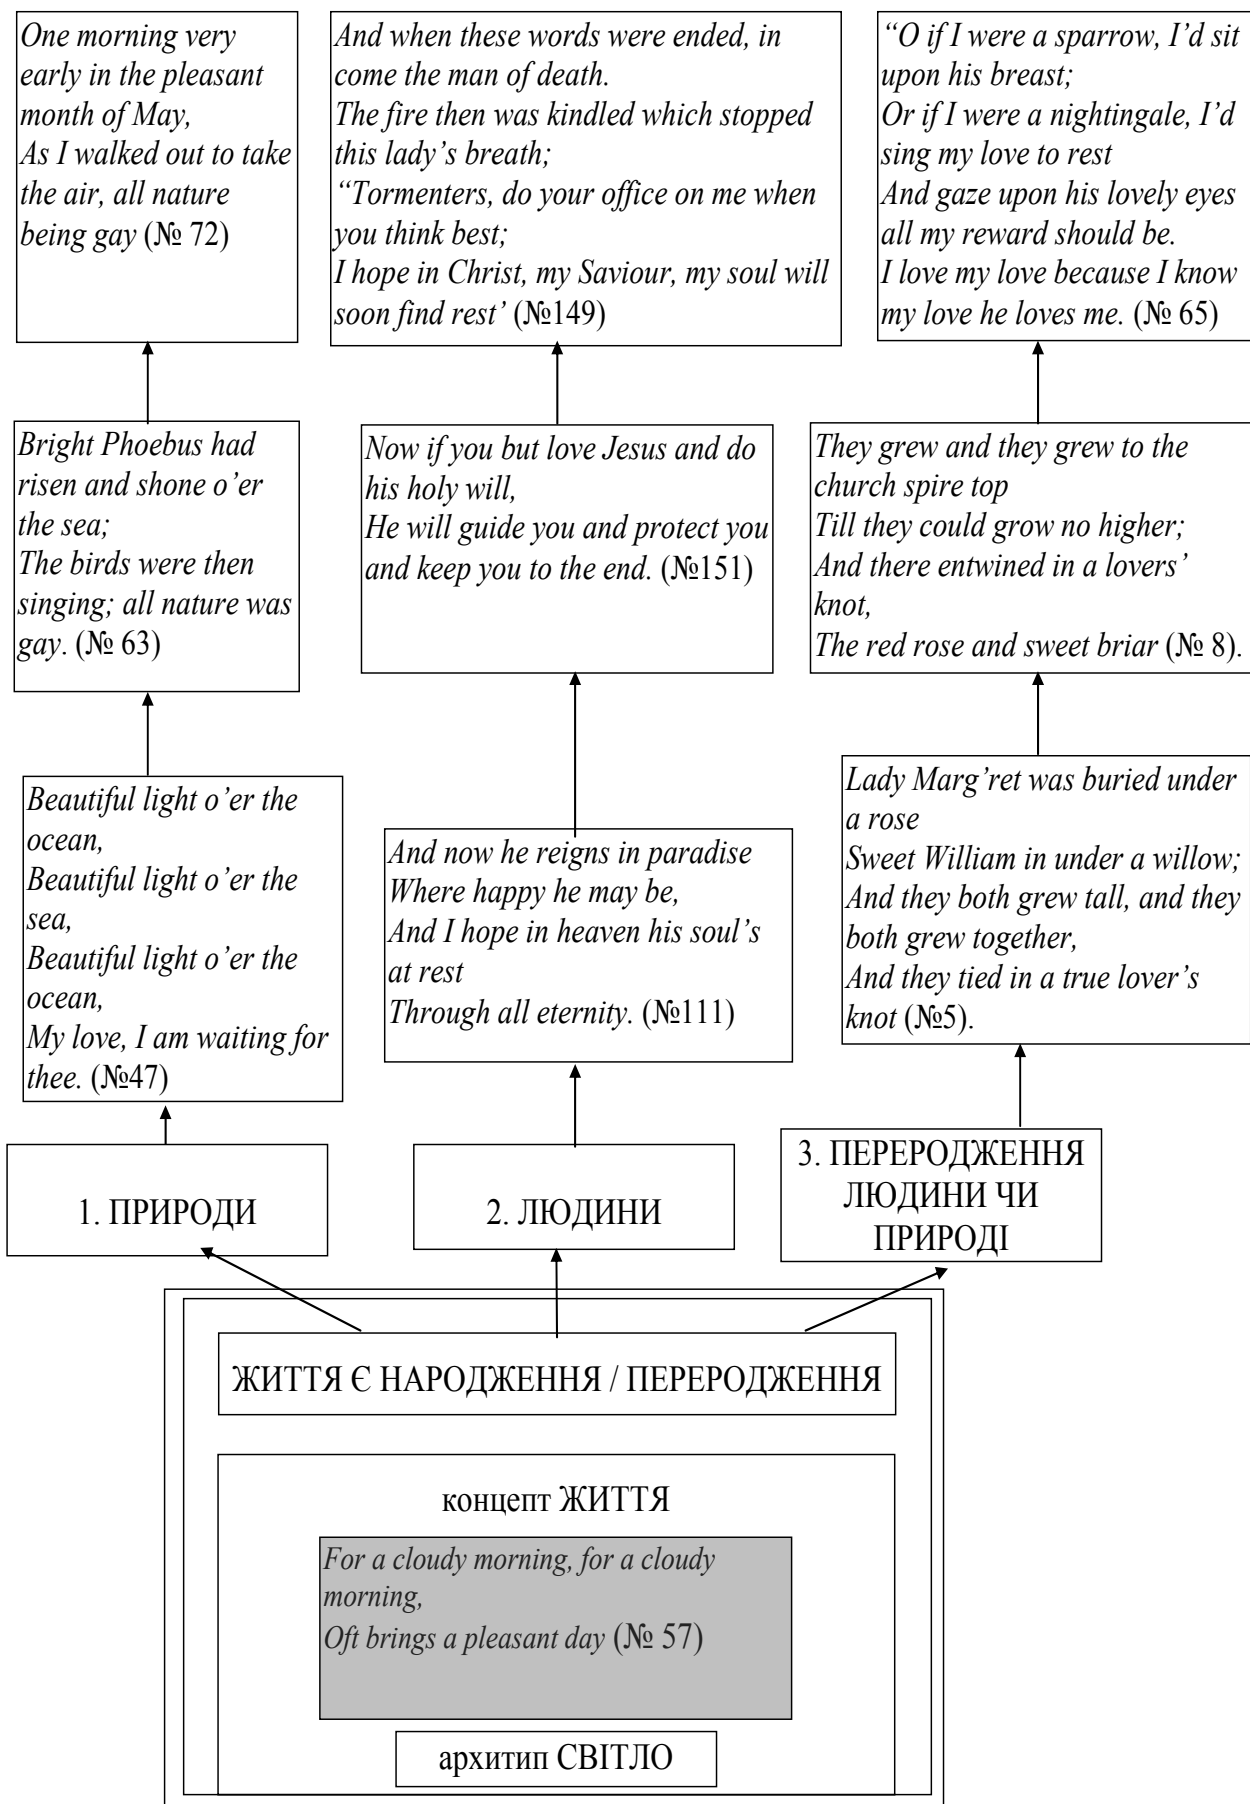 One morning very
early in the pleasant
month of May,
As I walked out to take
the air, all nature
being gay (№ 72)
And when these words were ended, in
come the man of death.
The fire then was kindled which stopped
this lady’s breath;
“Tormenters, do your office on me when
you think best;
I hope in Christ, my Saviour, my soul will
soon find rest’ (№149)
“O if I were a sparrow, I’d sit
upon his breast;
Or if I were a nightingale, I’d
sing my love to rest
And gaze upon his lovely eyes
all my reward should be.
I love my love because I know
my love he loves me. (№ 65)
Bright Phoebus had
risen and shone o’er
the sea;
The birds were then
singing; all nature was
gay. (№ 63)
Now if you but love Jesus and do
his holy will,
He will guide you and protect you
and keep you to the end. (№151)
They grew and they grew to the
church spire top
Till they could grow no higher;
And there entwined in a lovers’
knot,
The red rose and sweet briar (№ 8).
Beautiful light o’er the
ocean,
Beautiful light o’er the
sea,
Beautiful light o’er the
ocean,
My love, I am waiting for
thee. (№47)
And now he reigns in paradise
Where happy he may be,
And I hope in heaven his soul’s
at rest
Through all eternity. (№111)
Lady Marg’ret was buried under
a rose
Sweet William in under a willow;
And they both grew tall, and they
both grew together,
And they tied in a true lover’s
knot (№5).
1. ПРИРОДИ
2. ЛЮДИНИ
3. ПЕРЕРОДЖЕННЯ
ЛЮДИНИ ЧИ
ПРИРОДІ
ЖИТТЯ Є НАРОДЖЕННЯ / ПЕРЕРОДЖЕННЯ
концепт ЖИТТЯ
For a cloudy morning, for a cloudy
morning,
Oft brings a pleasant day (№ 57)
архитип СВІТЛО